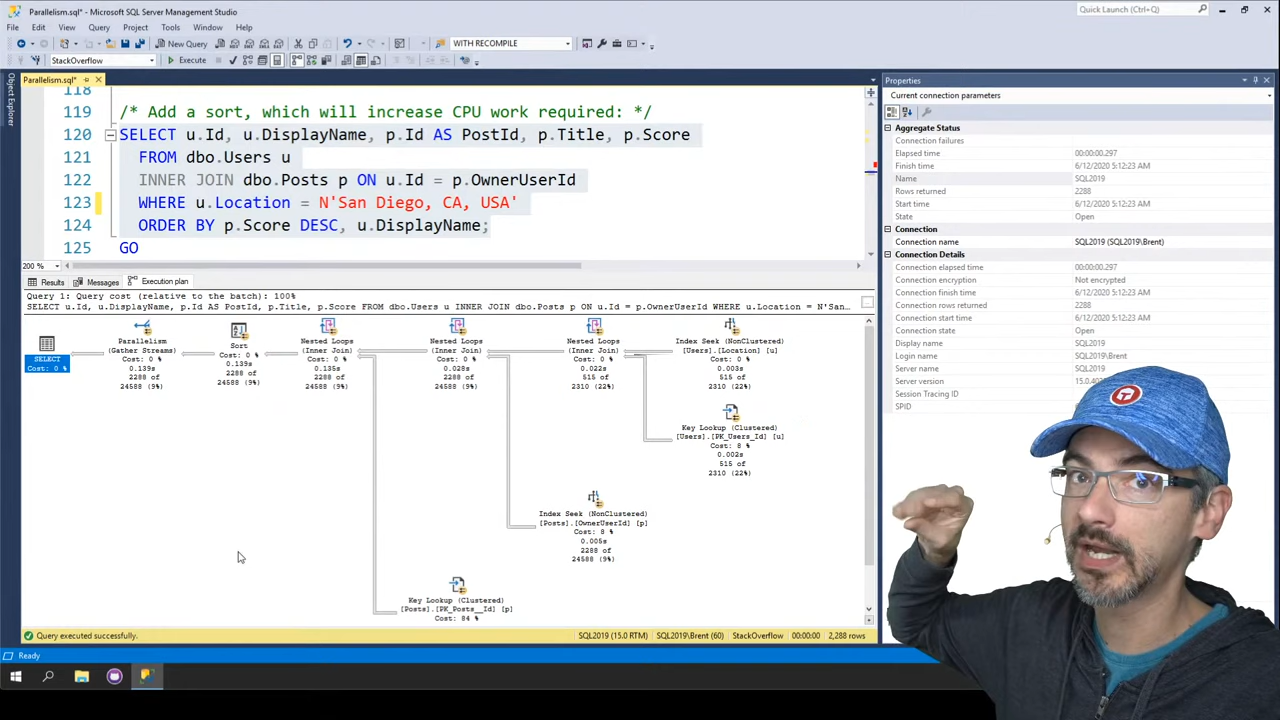 Parallelism.sql* - Microsoft SQL Server Management Studio
Quick Launch (Ctrl+Q)
File Edit View Query Project Tools Window Help
New Query
WITH RECOMPILE
StackOverflow
Execute
Parallelism.sql*
Object Explorer
118
119 /* Add a sort, which will increase CPU work required: */
120 SELECT u.Id, u.DisplayName, p.Id AS PostId, p.Title, p.Score
121 FROM dbo.Users u
122 INNER JOIN dbo.Posts p ON u.Id = p.OwnerUserId
123 WHERE u.Location = N'San Diego, CA, USA'
124 ORDER BY p.Score DESC, u.DisplayName;
125 GO
200 %
Results Messages Execution plan
Query 1: Query cost (relative to the batch): 100%
SELECT u.Id, u.DisplayName, p.Id AS PostId, p.Title, p.Score FROM dbo.Users u INNER JOIN dbo.Posts p ON u.Id = p.OwnerUserId WHERE u.Location = N'San…
SELECT
Cost: 0 %
Parallelism
(Gather Streams)
Cost: 0 %
0.139s
2288 of
24588 (9%)
Sort
Cost: 0 %
0.139s
2288 of
24588 (9%)
Nested Loops
(Inner Join)
Cost: 0 %
0.135s
2288 of
24588 (9%)
Nested Loops
(Inner Join)
Cost: 0 %
0.028s
2288 of
24588 (9%)
Nested Loops
(Inner Join)
Cost: 0 %
0.022s
515 of
2310 (22%)
Index Seek (NonClustered)
[Users].[Location] [u]
Cost: 0 %
0.003s
515 of
2310 (22%)
Key Lookup (Clustered)
[Users].[PK_Users_Id] [u]
Cost: 8 %
0.002s
515 of
2310 (22%)
Index Seek (NonClustered)
[Posts].[OwnerUserId] [p]
Cost: 8 %
0.005s
2288 of
24588 (9%)
Key Lookup (Clustered)
[Posts].[PK_Posts__Id] [p]
Cost: 84 %
Query executed successfully.
SQL2019 (15.0 RTM) SQL2019\Brent (60) StackOverflow 00:00:00 2,288 rows
Ready
Properties
Current connection parameters
Aggregate Status
Connection failures
Elapsed time 00:00:00.297
Finish time 6/12/2020 5:12:23 AM
Name SQL2019
Rows returned 2288
Start time 6/12/2020 5:12:23 AM
State Open
Connection
Connection name SQL2019 (SQL2019\Brent)
Connection Details
Connection elapsed time 00:00:00.297
Connection encryption Not encrypted
Connection finish time 6/12/2020 5:12:23 AM
Connection rows returned 2288
Connection start time 6/12/2020 5:12:23 AM
Connection state Open
Display name SQL2019
Login name SQL2019\Brent
Server name SQL2019
Server version
Session Tracing ID
SPID